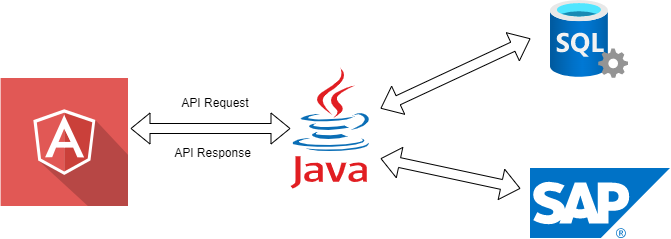 SQL
API Request
A
API Response
Java
SAP
®